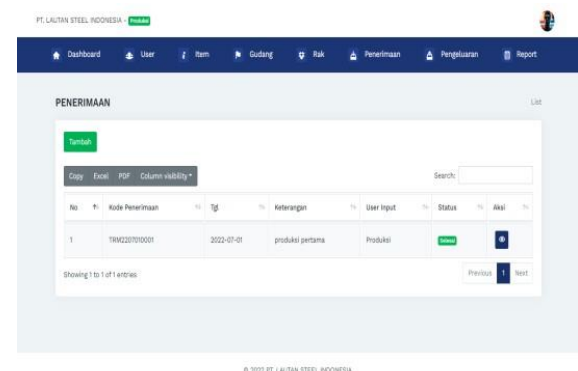 PT. LAUTAN STEEL INDONESIA - Produksi
Dashboard User Item Gudang Rak Penerimaan Pengeluaran Report
PENERIMAAN List
Tambah
Copy Excel PDF Column visibility Search:
No Kode Penerimaan Tgl Keterangan User Input Status Aksi
1 TRM2207010001 2022-07-01 produksi pertama Produksi Selesai
Showing 1 to 1 of 1 entries Previous 1 Next
© 2022 PT. LAUTAN STEEL INDONESIA